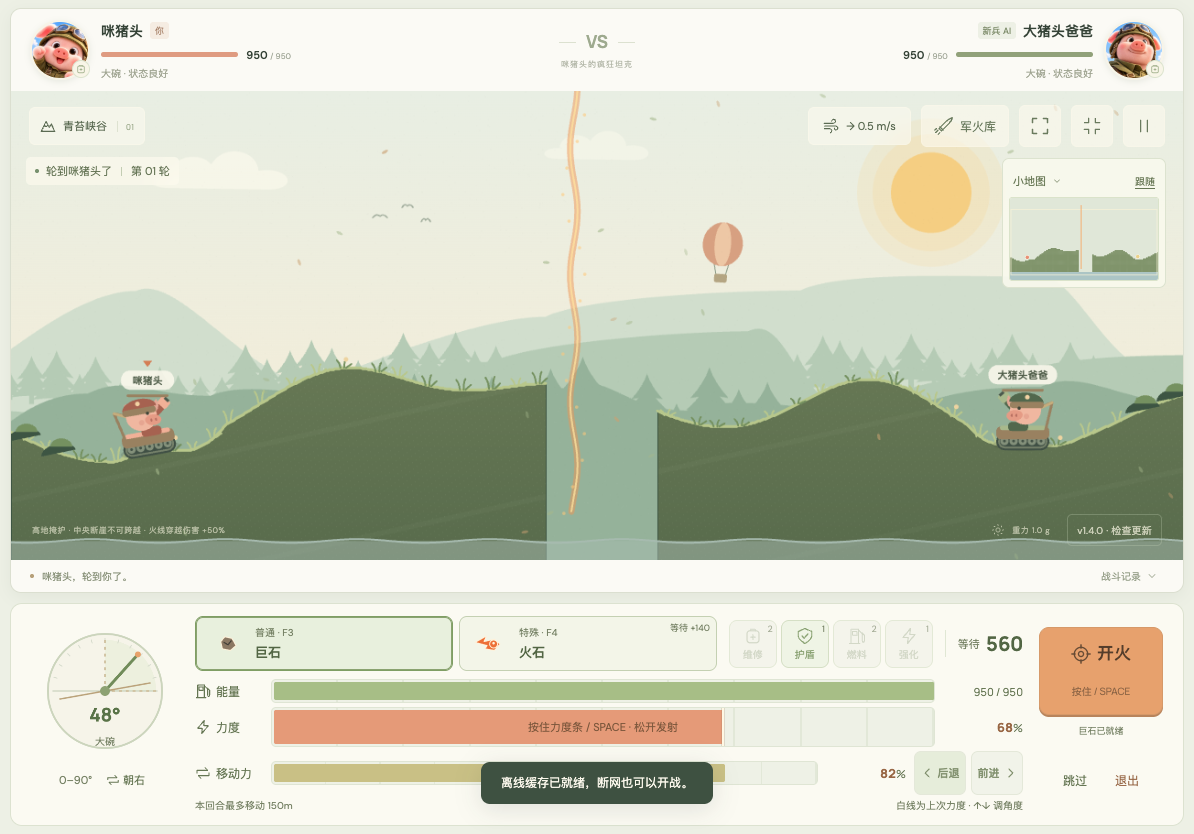 咪猪头 你
950 / 950
大碗 · 状态良好
VS
咪猪头的疯狂坦克
新兵 AI 大猪头爸爸
950 / 950
大碗 · 状态良好
青苔峡谷 01
→ 0.5 m/s
军火库
轮到咪猪头了 第 01 轮
小地图 跟随
咪猪头
大猪头爸爸
高地掩护 · 中央断崖不可跨越 · 火线穿越伤害 +50%
重力 1.0 g
v1.4.0 · 检查更新
咪猪头，轮到你了。
战斗记录
普通 · F3
巨石
特殊 · F4
火石
等待 +140
2
维修
1
护盾
2
燃料
1
强化
等待 560
开火
按住 / SPACE
巨石已就绪
48°
大碗
0–90° 朝右
能量
950 / 950
力度
按住力度条 / SPACE · 松开发射
68%
移动力
82%
后退
前进
离线缓存已就绪，断网也可以开战。
本回合最多移动 150m
白线为上次力度 · ↑↓ 调角度
跳过
退出